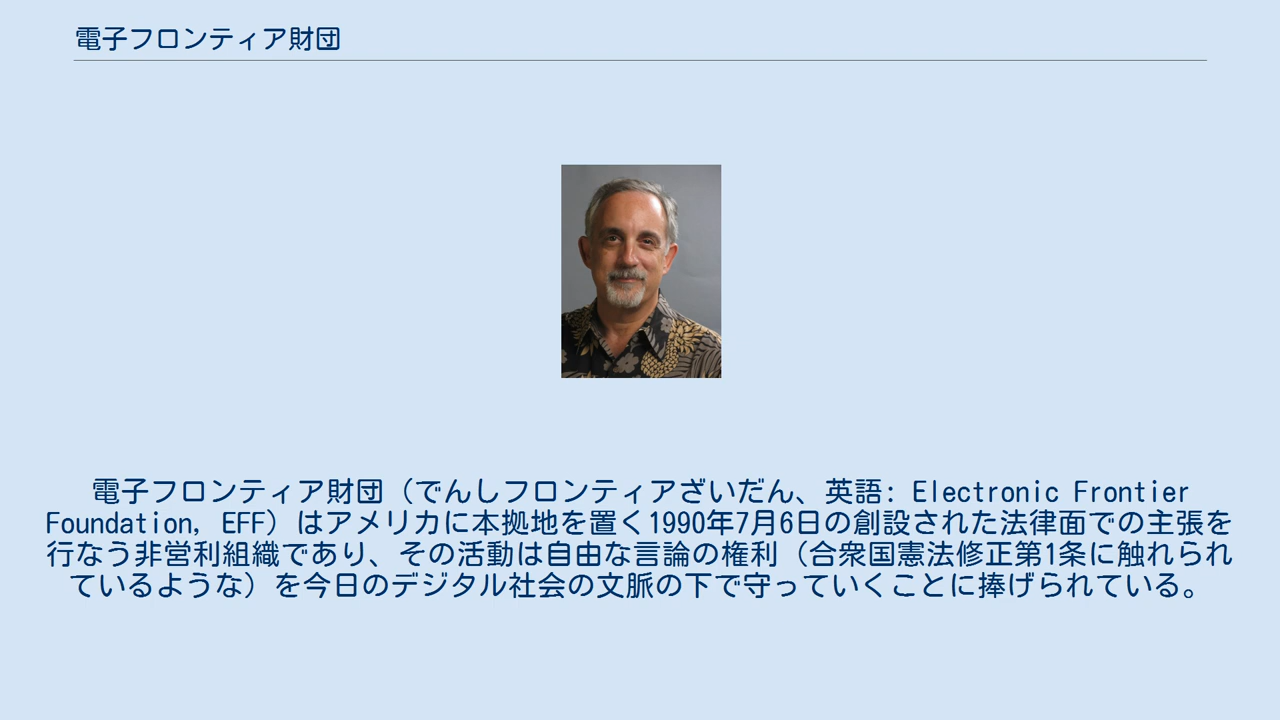 電子フロンティア財団
電子フロンティア財団（でんしフロンティアざいだん、英語: Electronic Frontier
Foundation, EFF）はアメリカに本拠地を置く1990年7月6日の創設された法律面での主張を
行なう非営利組織であり、その活動は自由な言論の権利（合衆国憲法修正第1条に触れられ
ているような）を今日のデジタル社会の文脈の下で守っていくことに捧げられている。